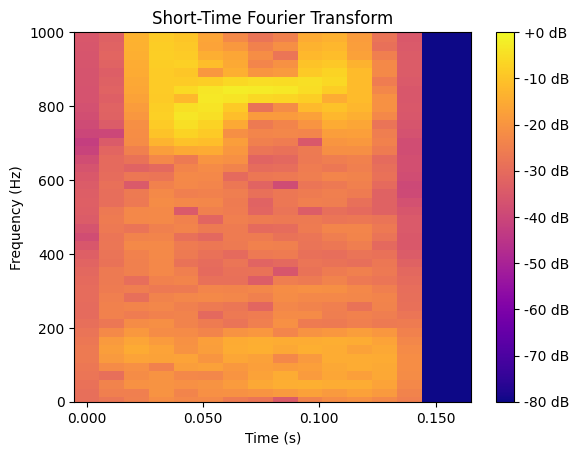 Short-Time Fourier Transform
1000
800
600
400
200
0
Frequency (Hz)
0.000
0.050
0.100
0.150
Time (s)
+0 dB
-10 dB
-20 dB
-30 dB
-40 dB
-50 dB
-60 dB
-70 dB
-80 dB